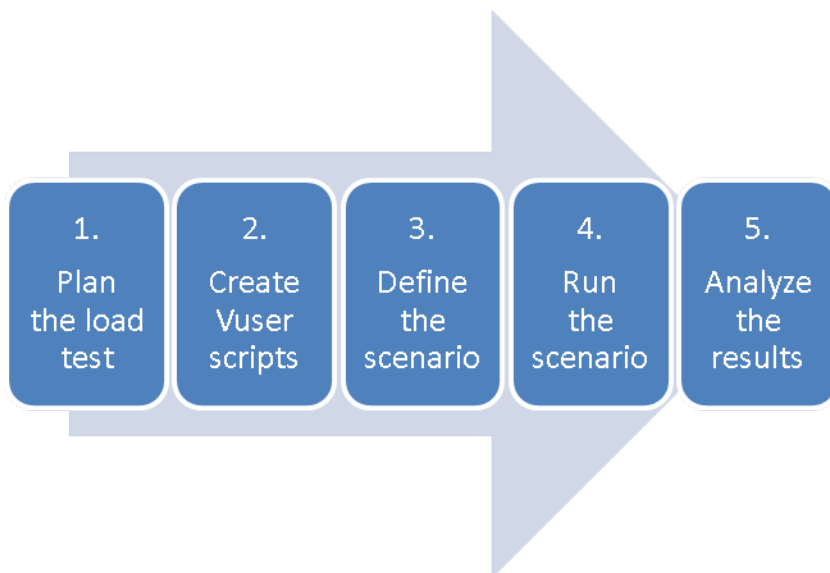 1.
Plan
the load
test
2.
Create
Vuser
scripts
3.
Define
the
scenario
4.
Run
the
scenario
5.
Analyze
the
results